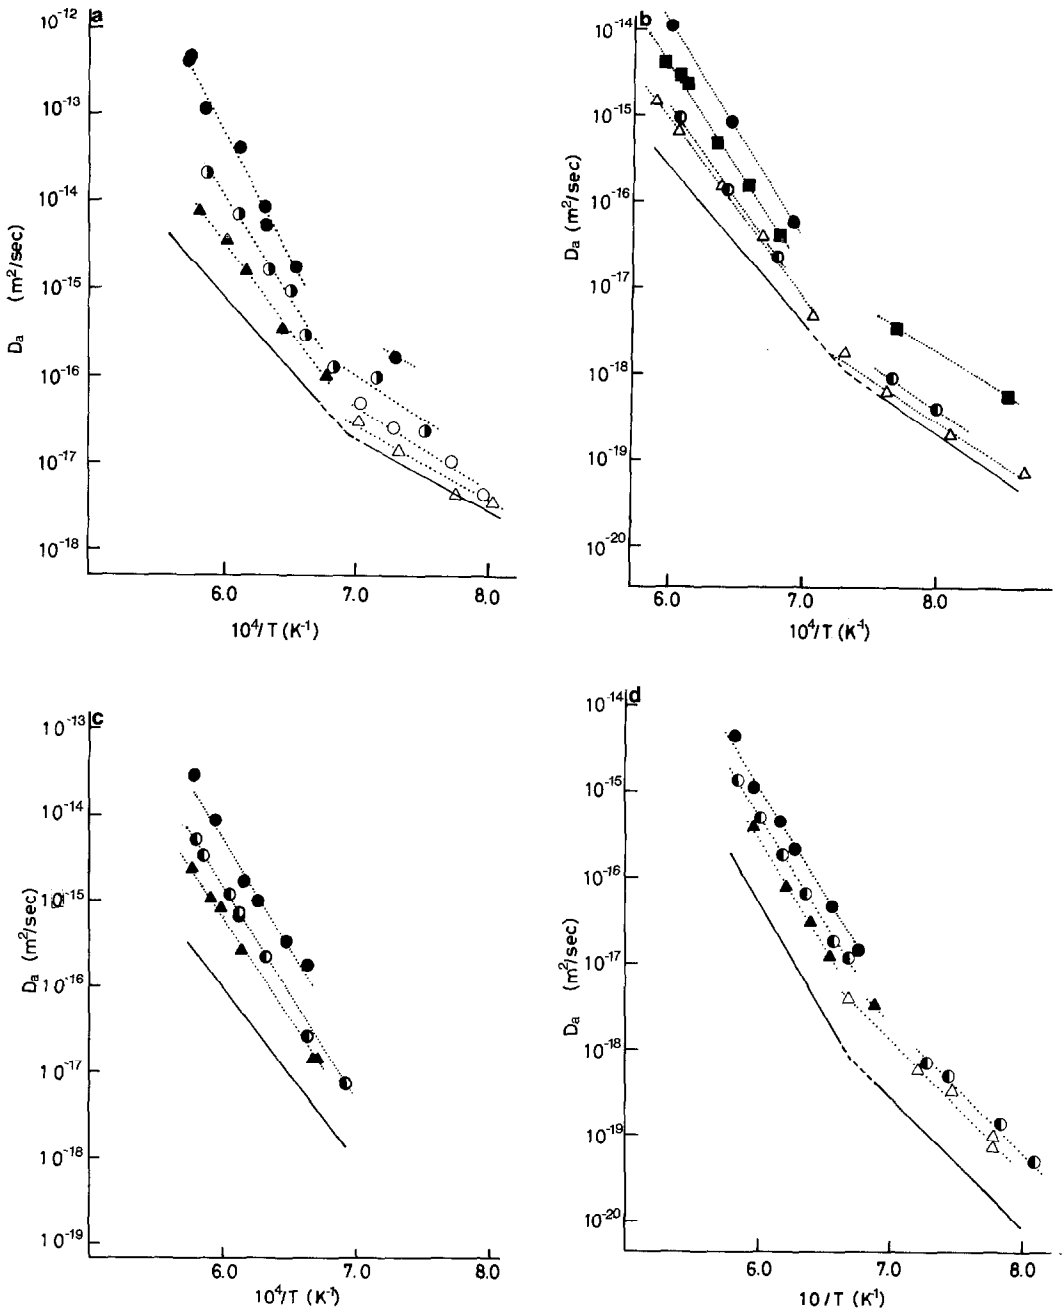 a
10⁻¹²
10⁻¹³
10⁻¹⁴
10⁻¹⁵
10⁻¹⁶
10⁻¹⁷
10⁻¹⁸
Dₐ (m²/sec)
6.0 7.0 8.0
10⁴/T (K⁻¹)
b
10⁻¹⁴
10⁻¹⁵
10⁻¹⁶
10⁻¹⁷
10⁻¹⁸
10⁻¹⁹
10⁻²⁰
Dₐ (m²/sec)
6.0 7.0 8.0
10⁴/T (K⁻¹)
c
10⁻¹³
10⁻¹⁴
10⁻¹⁵
10⁻¹⁶
10⁻¹⁷
10⁻¹⁸
10⁻¹⁹
Dₐ (m²/sec)
6.0 7.0 8.0
10⁴/T (K⁻¹)
d
10⁻¹⁴
10⁻¹⁵
10⁻¹⁶
10⁻¹⁷
10⁻¹⁸
10⁻¹⁹
10⁻²⁰
Dₐ (m²/sec)
6.0 7.0 8.0
10/T (K⁻¹)